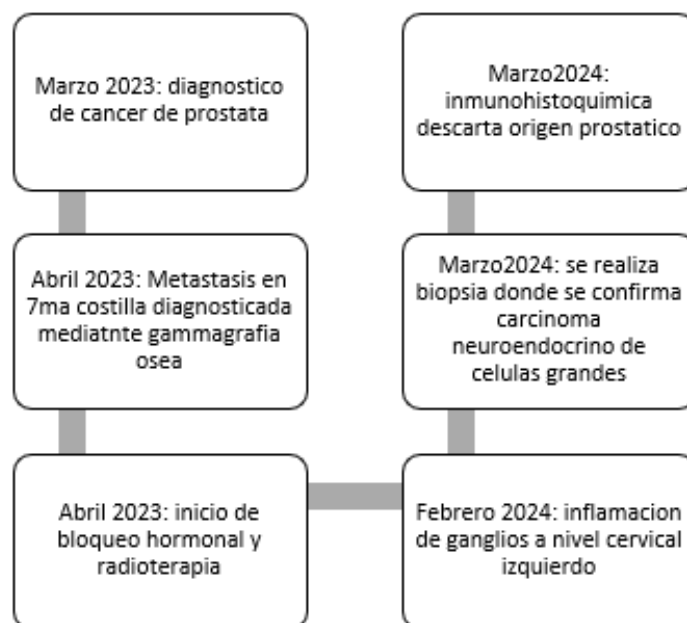 Marzo 2023: diagnostico
de cancer de prostata
Abril 2023: Metastasis en
7ma costilla diagnosticada
mediatnte gammagrafia
osea
Abril 2023: inicio de
bloqueo hormonal y
radioterapia
Febrero 2024: inflamacion
de ganglios a nivel cervical
izquierdo
Marzo2024: se realiza
biopsia donde se confirma
carcinoma
neuroendocrino de
celulas grandes
Marzo2024:
inmunohistoquimica
descarta origen prostatico